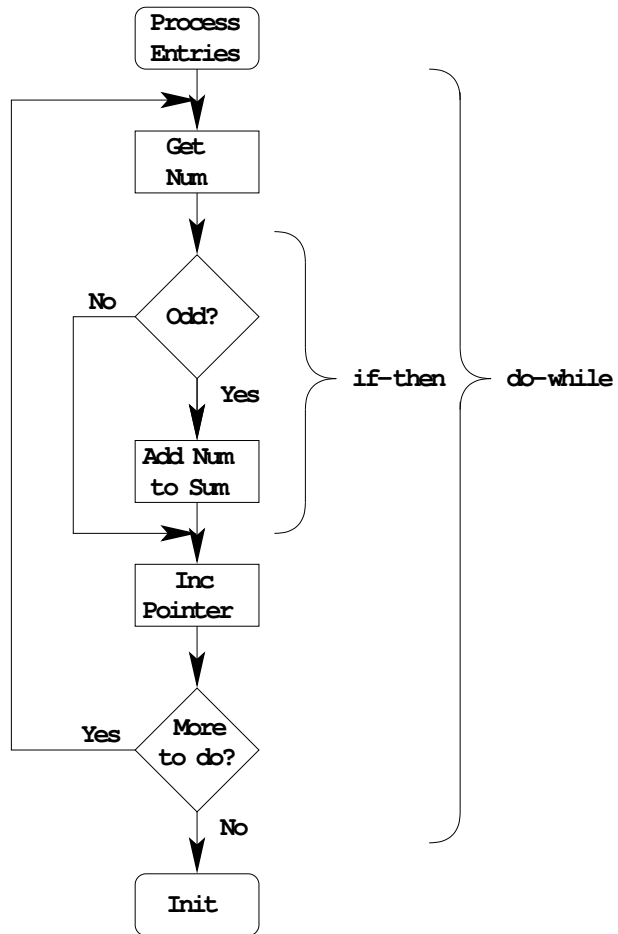 Process
Entries
Get
Num
No
Odd?
Yes
if-then
do-while
Add Num
to Sum
Inc
Pointer
Yes
More
to do?
No
Init